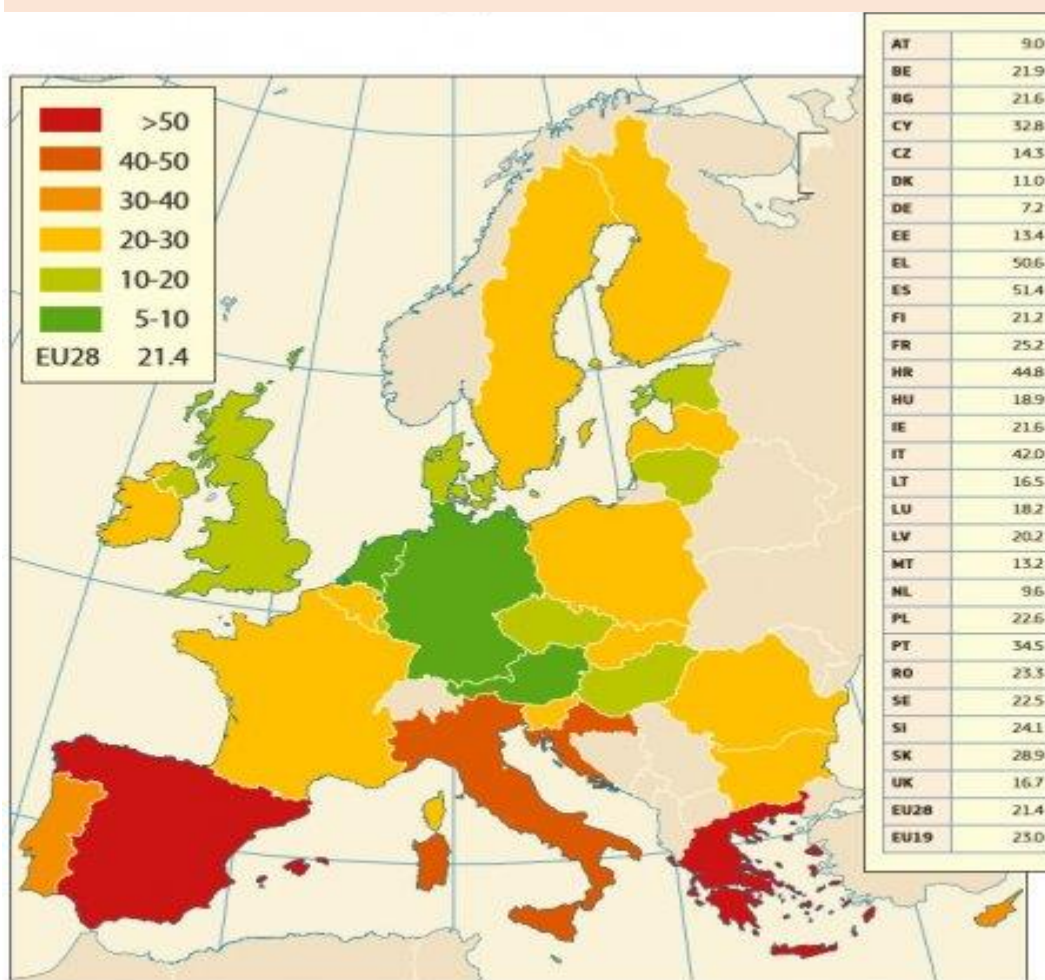 >50
40-50
30-40
20-30
10-20
5-10
EU28 21.4
AT 9.0
BE 21.9
BG 21.6
CY 32.8
CZ 14.3
DK 11.0
DE 7.2
EE 13.4
EL 50.6
ES 51.4
FI 21.2
FR 25.2
HR 44.8
HU 18.9
IE 21.6
IT 42.0
LT 16.5
LU 18.2
LV 20.2
MT 13.2
NL 9.6
PL 22.6
PT 34.5
RO 23.3
SE 22.5
SI 24.1
SK 28.9
UK 16.7
EU28 21.4
EU19 23.0